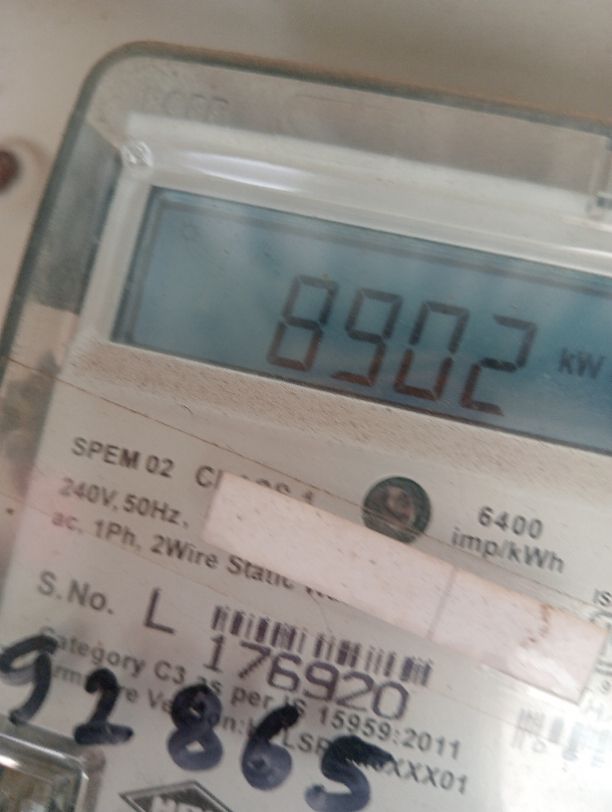 8902 kW
SPEM 02
6400
240V, 50Hz,
imp/kWh
ac. 1Ph, 2Wire Static
S.No. L
176920
Category C3 as per IS 15959:2011
92865